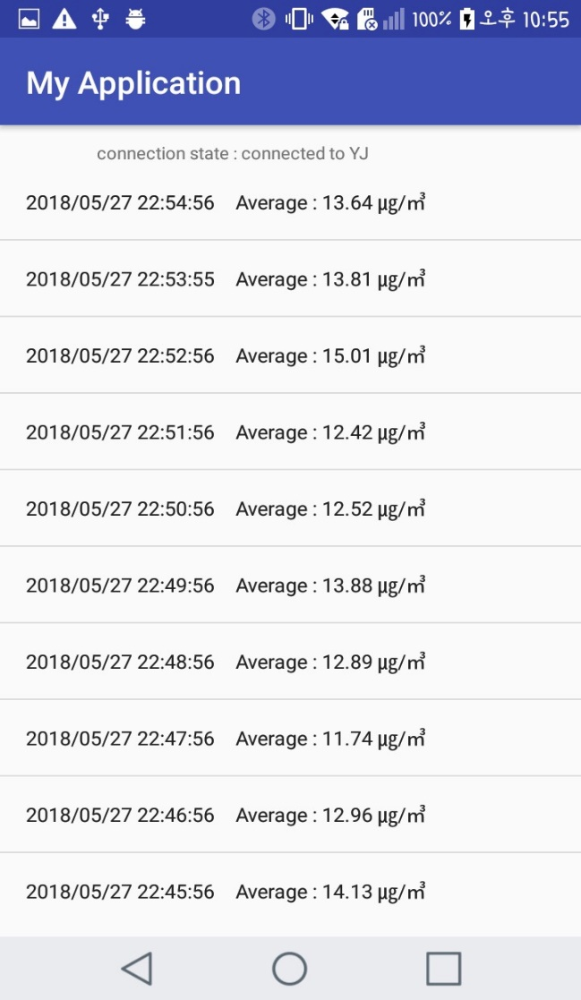 100% 오후 10:55
My Application
connection state : connected to YJ
2018/05/27 22:54:56 Average : 13.64 μg/㎥
2018/05/27 22:53:55 Average : 13.81 μg/㎥
2018/05/27 22:52:56 Average : 15.01 μg/㎥
2018/05/27 22:51:56 Average : 12.42 μg/㎥
2018/05/27 22:50:56 Average : 12.52 μg/㎥
2018/05/27 22:49:56 Average : 13.88 μg/㎥
2018/05/27 22:48:56 Average : 12.89 μg/㎥
2018/05/27 22:47:56 Average : 11.74 μg/㎥
2018/05/27 22:46:56 Average : 12.96 μg/㎥
2018/05/27 22:45:56 Average : 14.13 μg/㎥